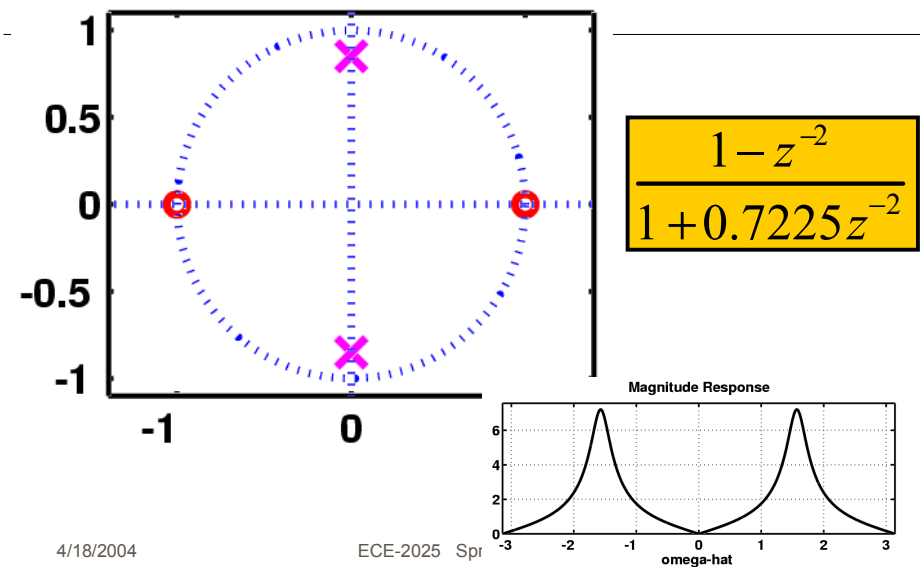 1
0.5
0
-0.5
-1
-1 0
1 − z⁻²
1 + 0.7225z⁻²
Magnitude Response
6
4
2
0
-3 -2 -1 0 1 2 3
omega-hat
4/18/2004 ECE-2025 Spr